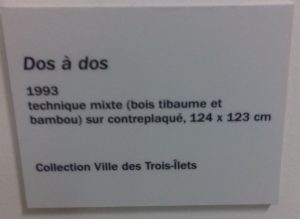 Dos à dos
1993
technique mixte (bois tibaume et
bambou) sur contreplaqué, 124 x 123 cm
Collection Ville des Trois-Îlets